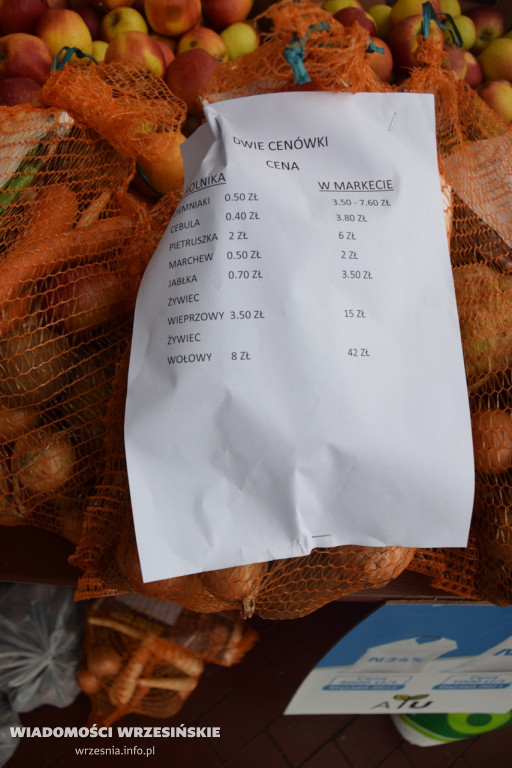 DWIE CENÓWKI
CENA
W MARKECIE
0.50 ZŁ 3.50 - 7.60 ZŁ
CEBULA 0.40 ZŁ 3.80 ZŁ
PIETRUSZKA 2 ZŁ 6 ZŁ
MARCHEW 0.50 ZŁ 2 ZŁ
JABŁKA 0.70 ZŁ 3.50 ZŁ
ŻYWIEC
WIEPRZOWY 3.50 ZŁ 15 ZŁ
ŻYWIEC
WOŁOWY 8 ZŁ 42 ZŁ
WIADOMOŚCI WRZESIŃSKIE
wrzesnia.info.pl